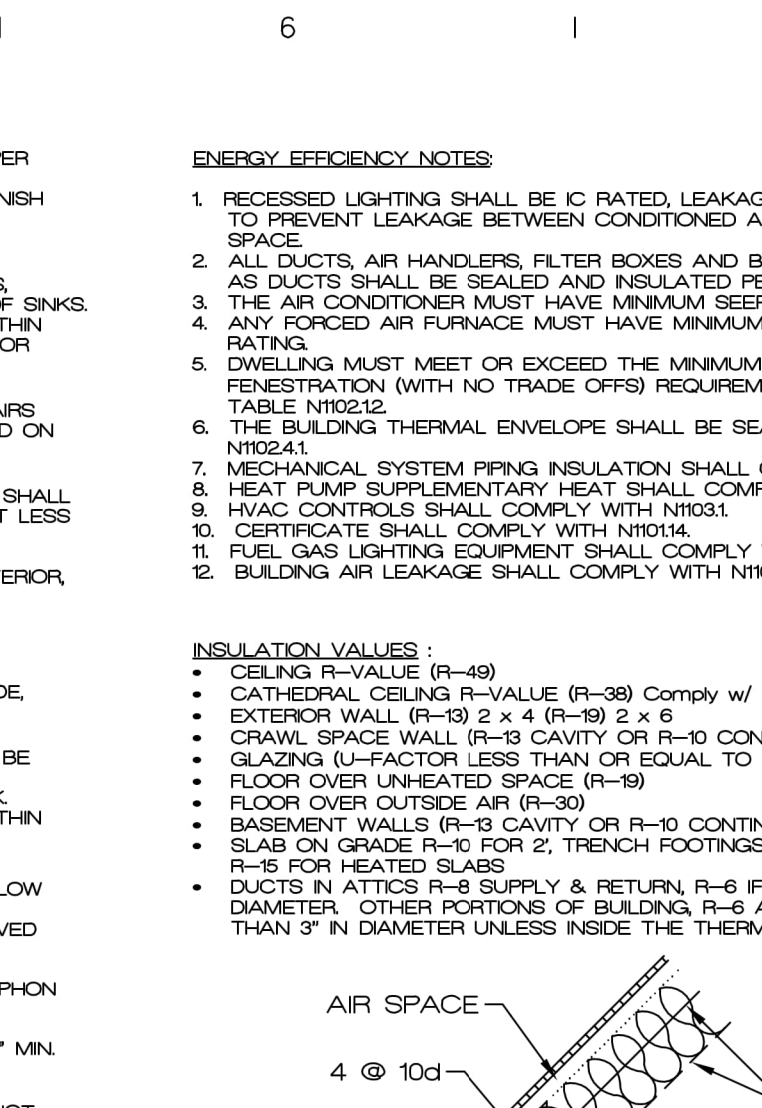 6
PER
NISH
S,
OF SINKS.
THIN
OR
AIRS
D ON
SHALL
T LESS
TERIOR,
DE,
BE
K.
THIN
LOW
VED
PHON
" MIN.
ENERGY EFFICIENCY NOTES:
1. RECESSED LIGHTING SHALL BE IC RATED, LEAKAG
TO PREVENT LEAKAGE BETWEEN CONDITIONED A
SPACE.
2. ALL DUCTS, AIR HANDLERS, FILTER BOXES AND B
AS DUCTS SHALL BE SEALED AND INSULATED PE
3. THE AIR CONDITIONER MUST HAVE MINIMUM SEER
4. ANY FORCED AIR FURNACE MUST HAVE MINIMUM
RATING.
5. DWELLING MUST MEET OR EXCEED THE MINIMUM
FENESTRATION (WITH NO TRADE OFFS) REQUIREM
TABLE N1102.1.2.
6. THE BUILDING THERMAL ENVELOPE SHALL BE SEA
N1102.4.1.
7. MECHANICAL SYSTEM PIPING INSULATION SHALL C
8. HEAT PUMP SUPPLEMENTARY HEAT SHALL COMP
9. HVAC CONTROLS SHALL COMPLY WITH N1103.1.
10. CERTIFICATE SHALL COMPLY WITH N1101.14.
11. FUEL GAS LIGHTING EQUIPMENT SHALL COMPLY
12. BUILDING AIR LEAKAGE SHALL COMPLY WITH N110
INSULATION VALUES :
• CEILING R-VALUE (R-49)
• CATHEDRAL CEILING R-VALUE (R-38) Comply w/
• EXTERIOR WALL (R-13) 2 x 4 (R-19) 2 x 6
• CRAWL SPACE WALL (R-13 CAVITY OR R-10 CON
• GLAZING (U-FACTOR LESS THAN OR EQUAL TO
• FLOOR OVER UNHEATED SPACE (R-19)
• FLOOR OVER OUTSIDE AIR (R-30)
• BASEMENT WALLS (R-13 CAVITY OR R-10 CONTIN
• SLAB ON GRADE R-10 FOR 2', TRENCH FOOTINGS
R-15 FOR HEATED SLABS
• DUCTS IN ATTICS R-8 SUPPLY & RETURN, R-6 IF
DIAMETER. OTHER PORTIONS OF BUILDING, R-6 A
THAN 3" IN DIAMETER UNLESS INSIDE THE THERM
AIR SPACE
4 @ 10d